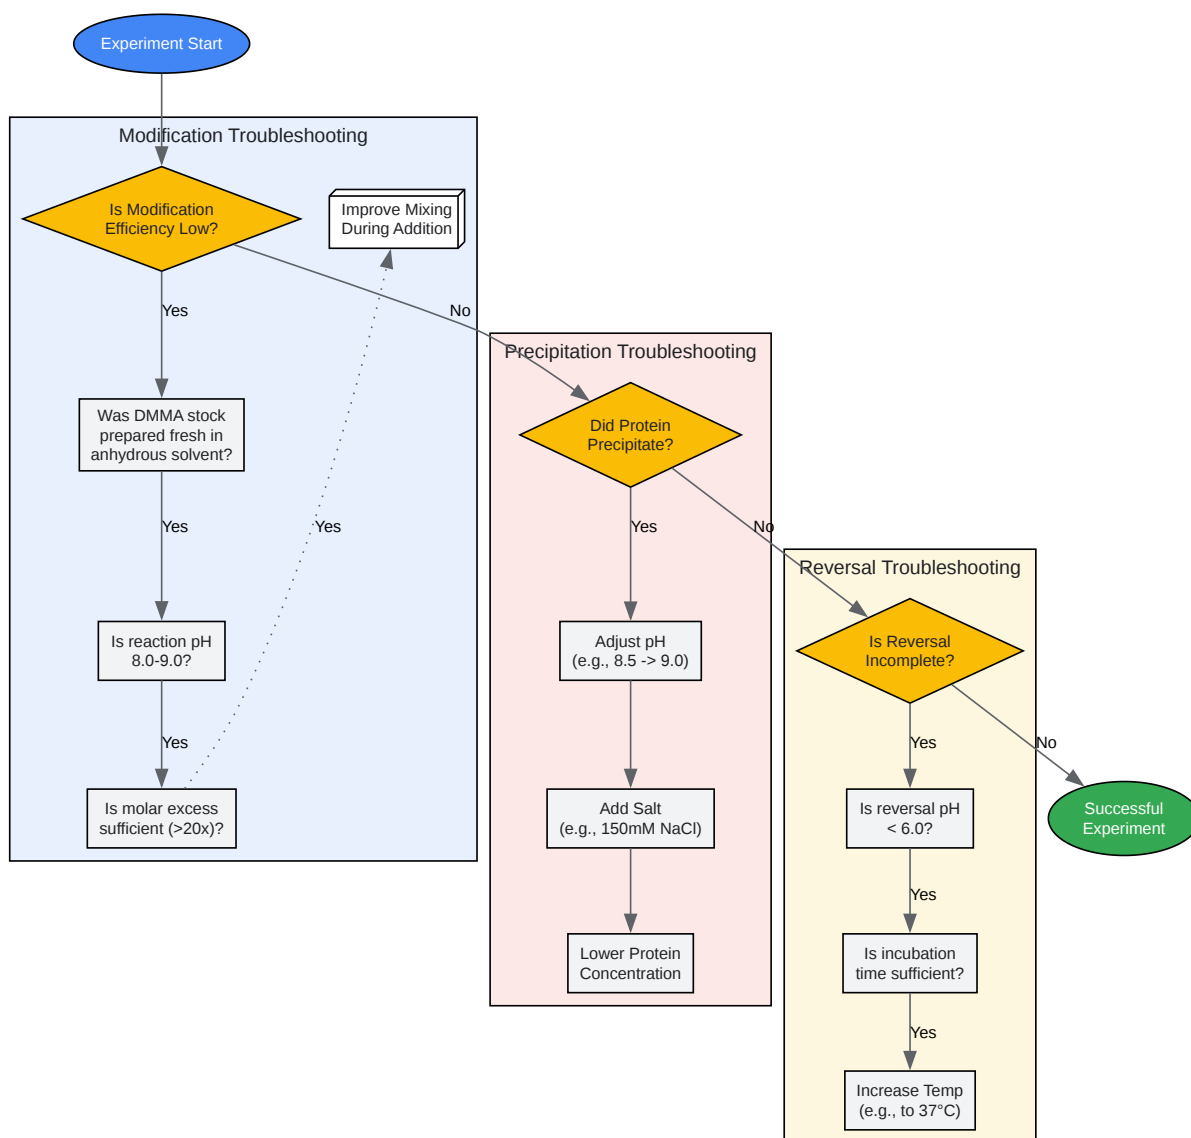 Experiment Start
Modification Troubleshooting
Is Modification
Efficiency Low?
Improve Mixing
During Addition
Yes
No
Was DMMA stock
prepared fresh in
anhydrous solvent?
Yes
Yes
Is reaction pH
8.0-9.0?
Yes
Is molar excess
sufficient (>20x)?
Precipitation Troubleshooting
Did Protein
Precipitate?
Yes
No
Adjust pH
(e.g., 8.5 -> 9.0)
Add Salt
(e.g., 150mM NaCl)
Lower Protein
Concentration
Reversal Troubleshooting
Is Reversal
Incomplete?
Yes
No
Is reversal pH
< 6.0?
Successful
Experiment
Yes
Is incubation
time sufficient?
Yes
Increase Temp
(e.g., to 37°C)